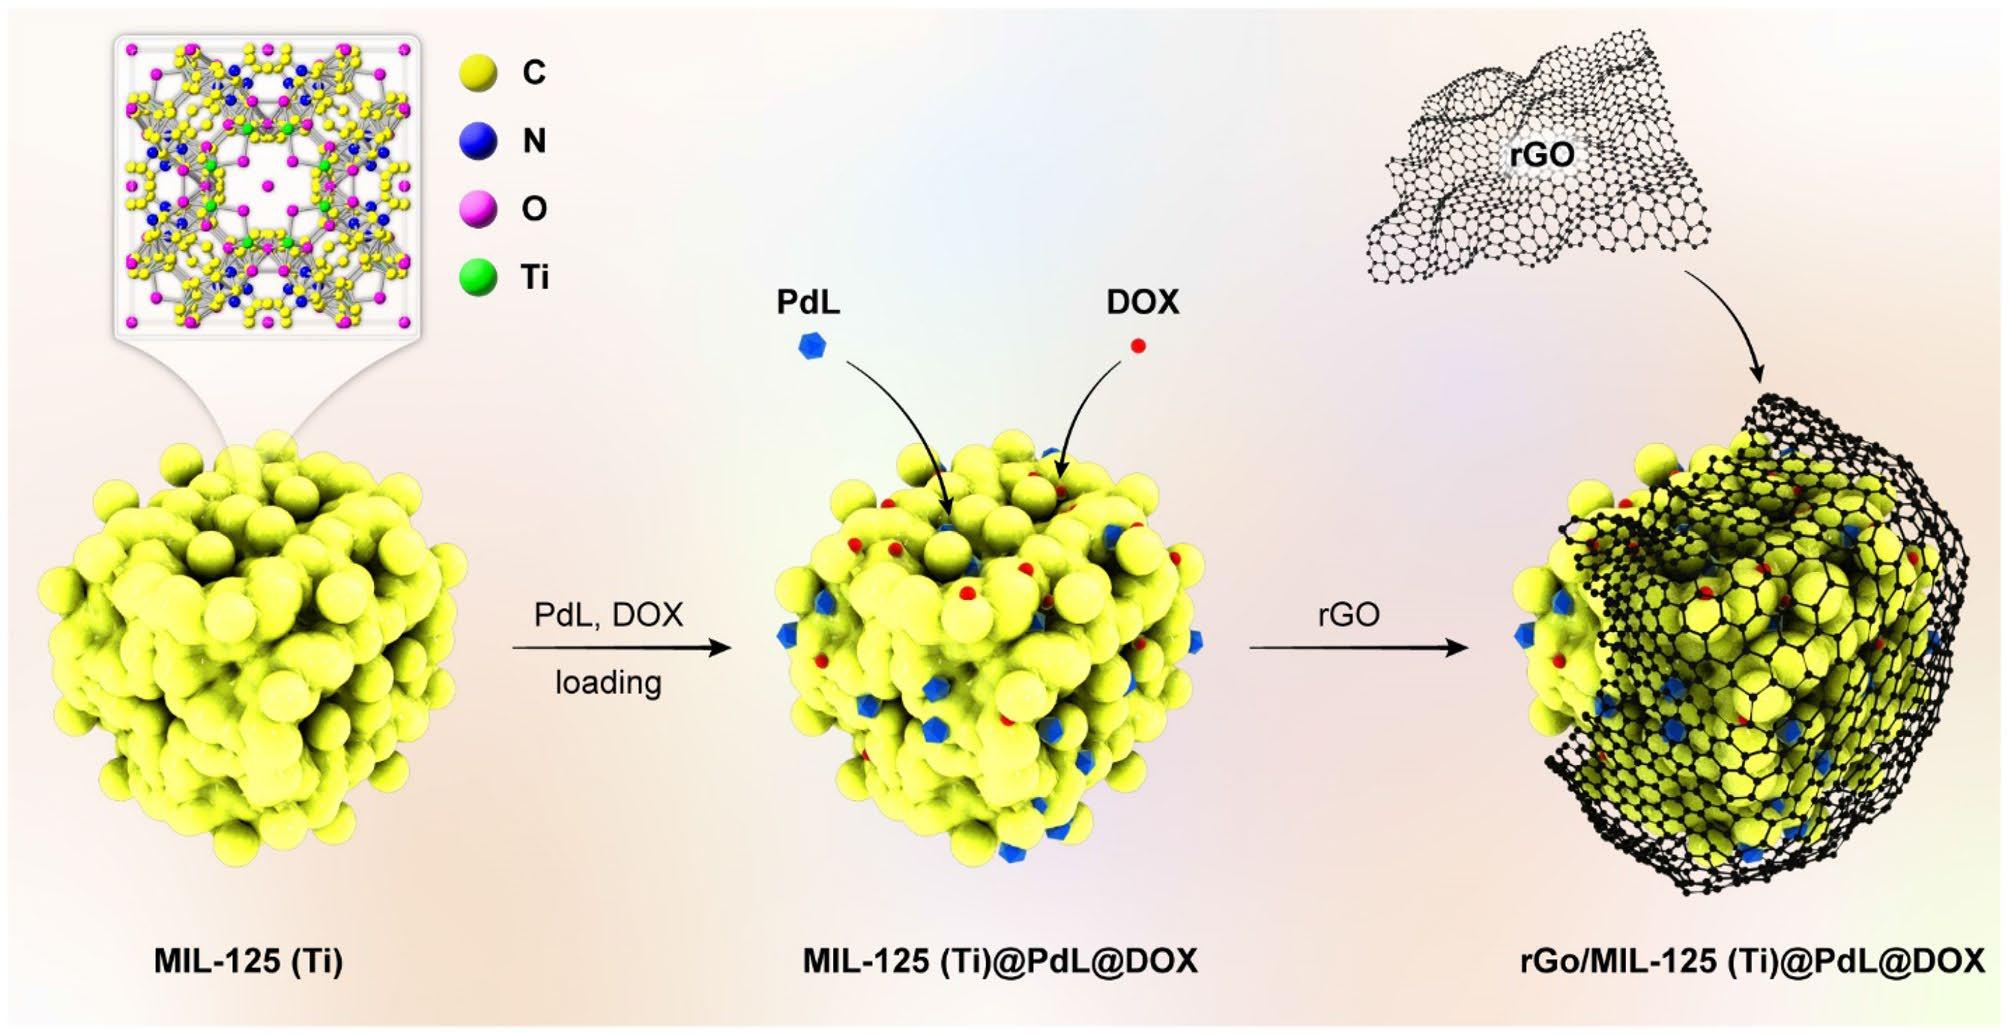 C
N
O
Ti
rGO
PdL
DOX
PdL, DOX
loading
rGO
MIL-125 (Ti)
MIL-125 (Ti)@PdL@DOX
rGo/MIL-125 (Ti)@PdL@DOX